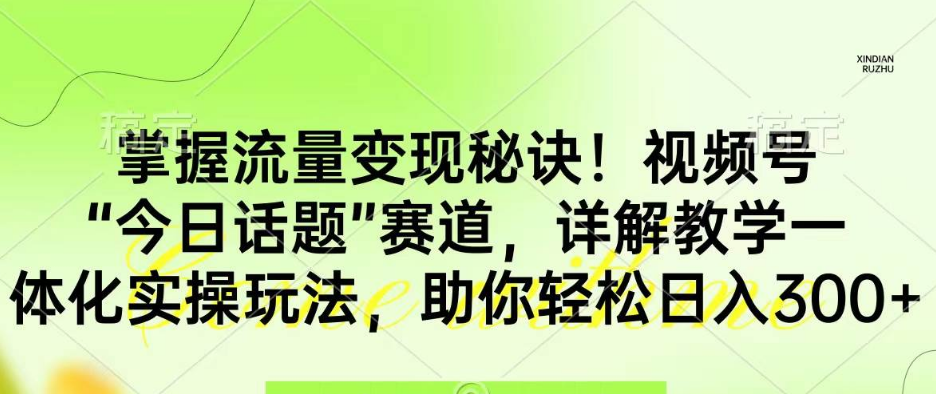 XINDIAN
RUZHU
搞定
搞定
掌握流量变现秘诀！视频号
“今日话题”赛道，详解教学一
体化实操玩法，助你轻松日入300+